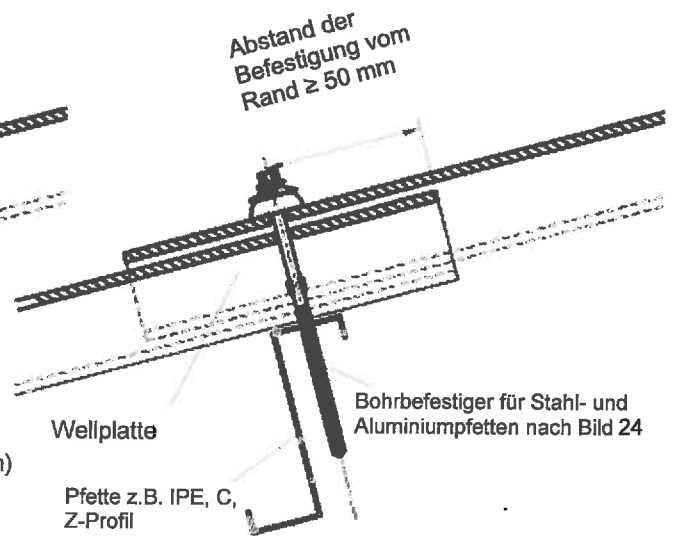 Abstand der
Befestigung vom
Rand ≥ 50 mm
Wellplatte
Bohrbefestiger für Stahl- und
Aluminiumpfetten nach Bild 24
)
Pfette z.B. IPE, C,
Z-Profil